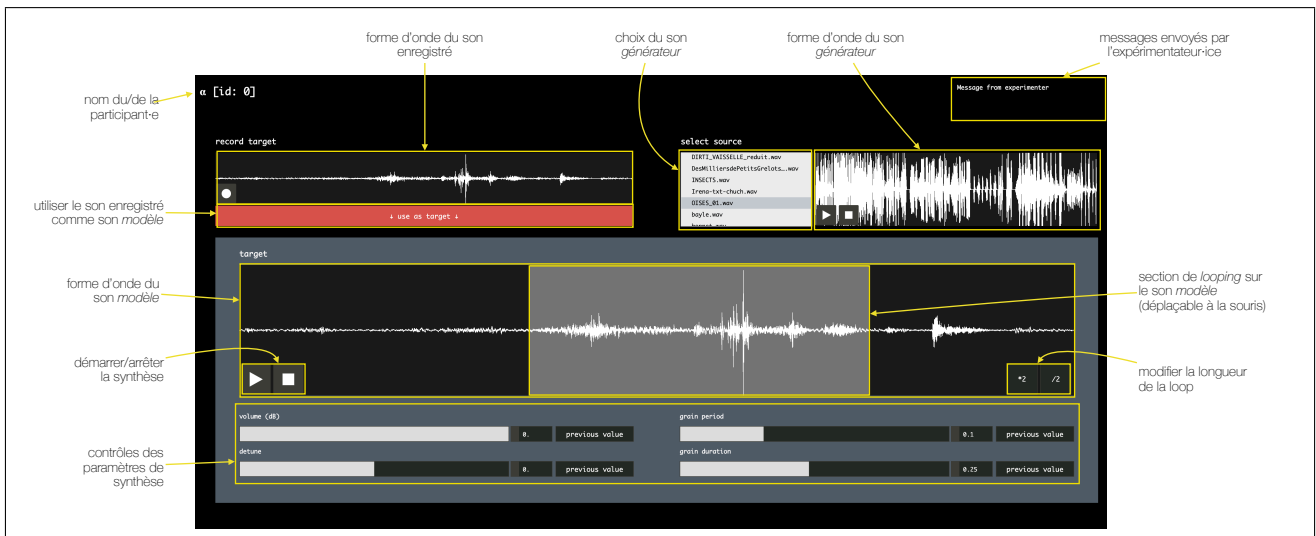 forme d'onde du son
enregistré
choix du son
générateur
forme d'onde du son
générateur
messages envoyés par
l'expérimentateur·ice
nom du/de la
participant·e
α [id: 0]
Message from experimenter
record target
select source
DIRTI_VAISSELLE_reduit.wav
DesMilliersdePetitsGrelots….wav
INSECTS.wav
Irena-txt-chuch.wav
OISES_01.wav
bayle.wav
utiliser le son enregistré
comme son modèle
↓ use as target ↓
target
forme d'onde du
son modèle
section de looping sur
le son modèle
(déplaçable à la souris)
démarrer/arrêter
la synthèse
*2
/2
modifier la longueur
de la loop
contrôles des
paramètres de
synthèse
volume (dB)
0.
previous value
grain period
0.1
previous value
detune
0.
previous value
grain duration
0.25
previous value